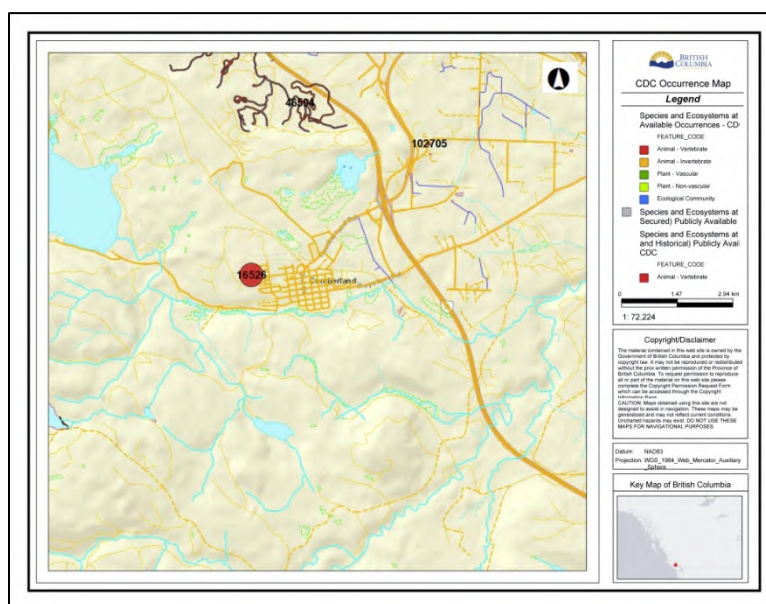 46594
102705
16526
Cumberland
BRITISH
COLUMBIA
CDC Occurrence Map
Legend
Species and Ecosystems at
Available Occurrences - CD
FEATURE_CODE
Animal - Vertebrate
Animal - Invertebrate
Plant - Vascular
Plant - Non-vascular
Ecological Community
Species and Ecosystems at
Secured) Publicly Available
Species and Ecosystems at
and Historical) Publicly Avai
CDC
FEATURE_CODE
Animal - Vertebrate
0 1.47 2.94 km
1: 72,224
Copyright/Disclaimer
The material contained in this web site is owned by the
Government of British Columbia and protected by
copyright law. It may not be reproduced or redistributed
without the prior written permission of the Province of
British Columbia. To request permission to reproduce
all or part of the material on this web site please
complete the Copyright Permission Request Form
which can be accessed through the Copyright
Information Page
CAUTION: Maps obtained using this site are not
designed to assist in navigation. These maps may be
generalized and may not reflect current conditions.
Uncharted hazards may exist. DO NOT USE THESE
MAPS FOR NAVIGATIONAL PURPOSES.
Datum: NAD83
Projection: WGS_1984_Web_Mercator_Auxiliary
_Sphere
Key Map of British Columbia